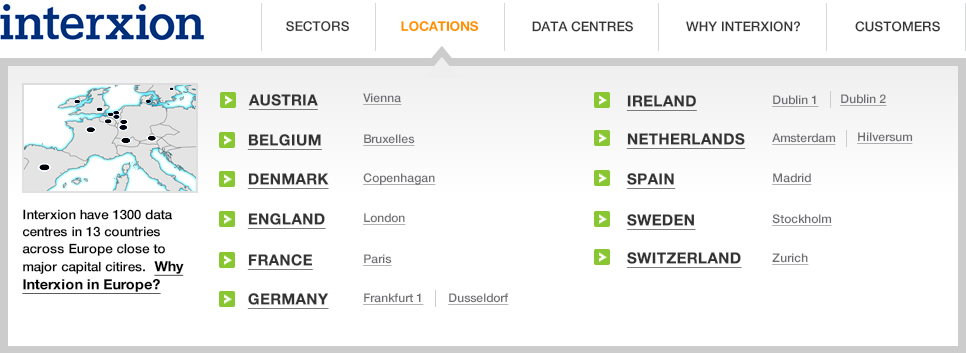 interxion
SECTORS LOCATIONS DATA CENTRES WHY INTERXION? CUSTOMERS
AUSTRIA Vienna
BELGIUM Bruxelles
DENMARK Copenhagan
ENGLAND London
FRANCE Paris
GERMANY Frankfurt 1 Dusseldorf
IRELAND Dublin 1 Dublin 2
NETHERLANDS Amsterdam Hilversum
SPAIN Madrid
SWEDEN Stockholm
SWITZERLAND Zurich
Interxion have 1300 data
centres in 13 countries
across Europe close to
major capital citires. Why
Interxion in Europe?